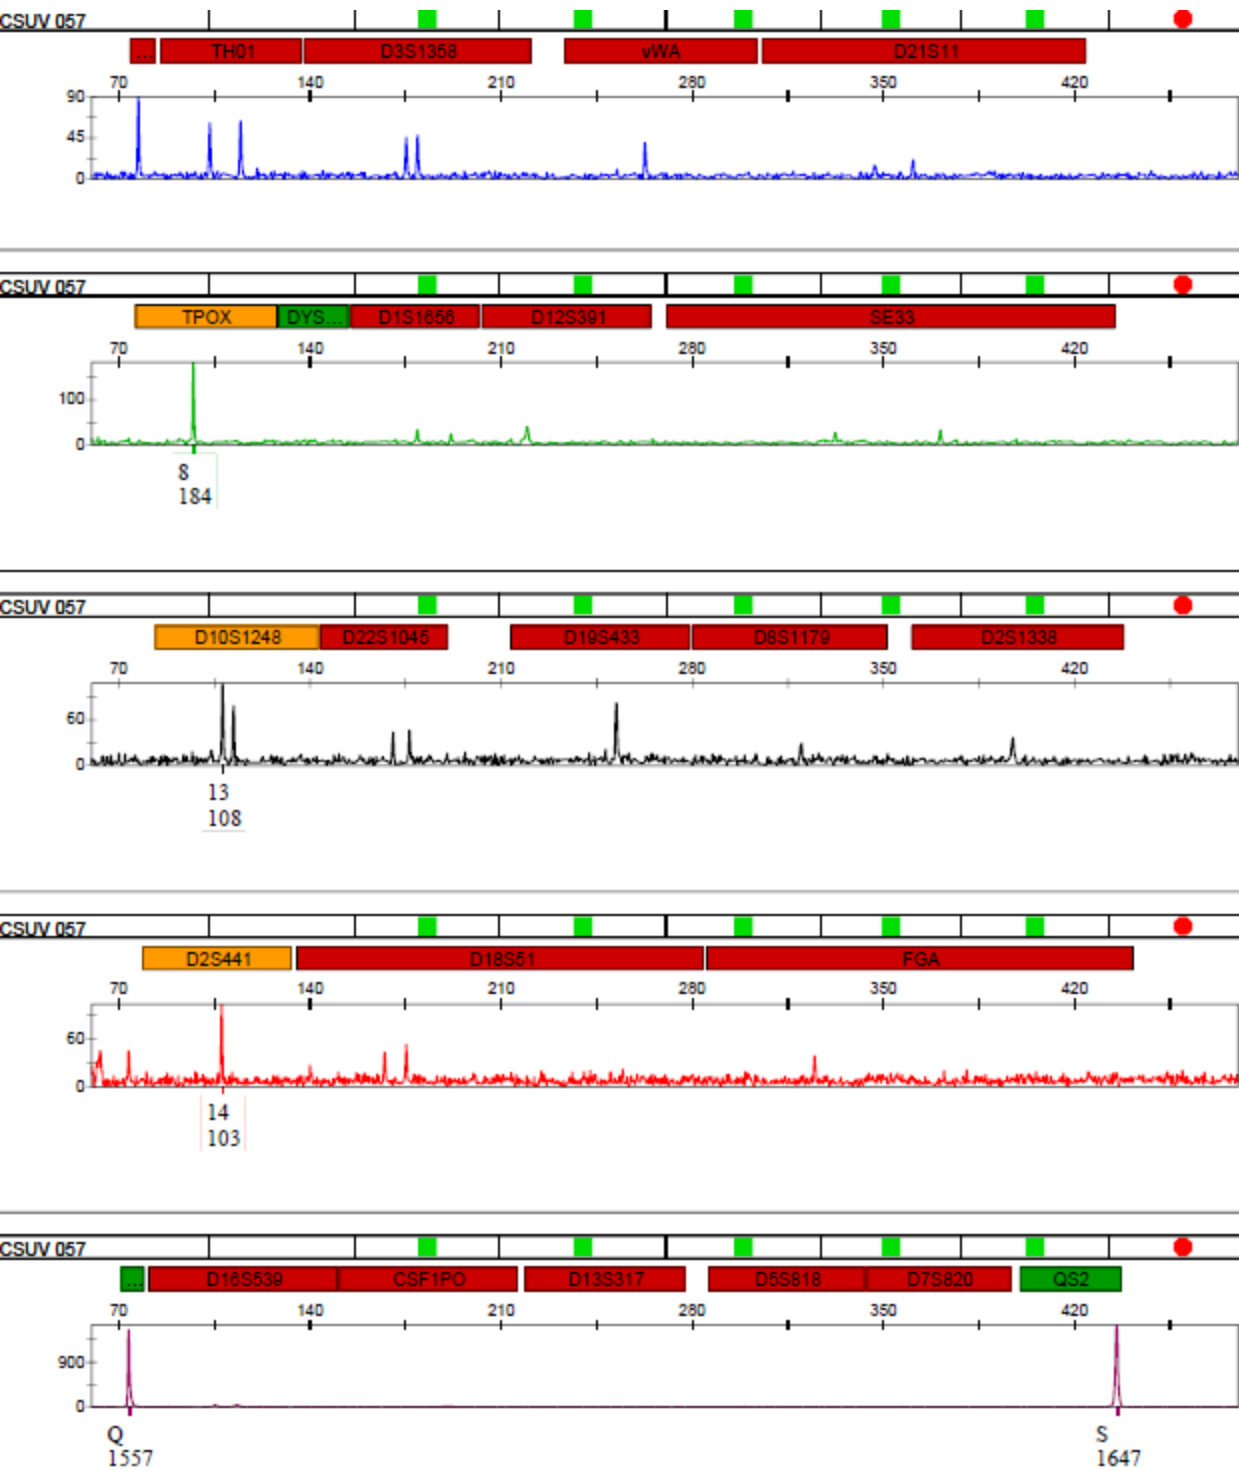 CSUV 057
... TH01 D3S1358 vWA D21S11
70 140 210 280 350 420
90
45
0
CSUV 057
TPOX DYS... D1S1656 D12S391 SE33
70 140 210 280 350 420
100
0
8
184
CSUV 057
D10S1248 D22S1045 D19S433 D8S1179 D2S1338
70 140 210 280 350 420
60
0
13
108
CSUV 057
D2S441 D18S51 FGA
70 140 210 280 350 420
60
0
14
103
CSUV 057
... D16S539 CSF1PO D13S317 D5S818 D7S820 QS2
70 140 210 280 350 420
900
0
Q S
1557 1647